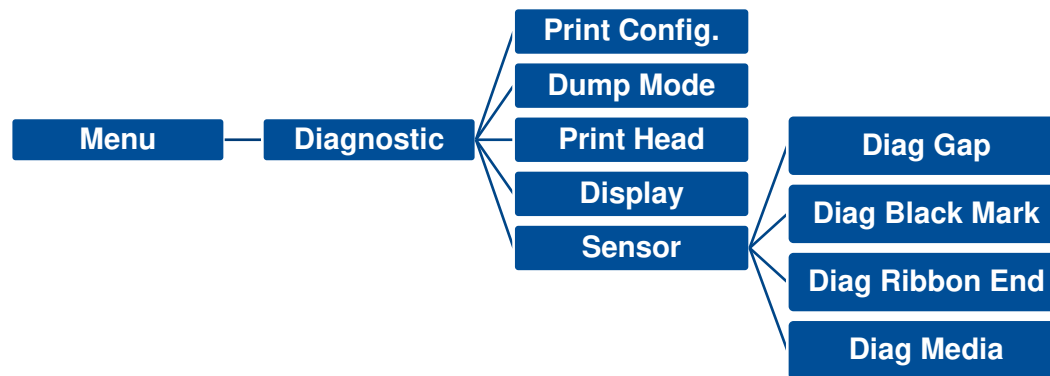 Menu
Diagnostic
Print Config.
Dump Mode
Print Head
Display
Sensor
Diag Gap
Diag Black Mark
Diag Ribbon End
Diag Media